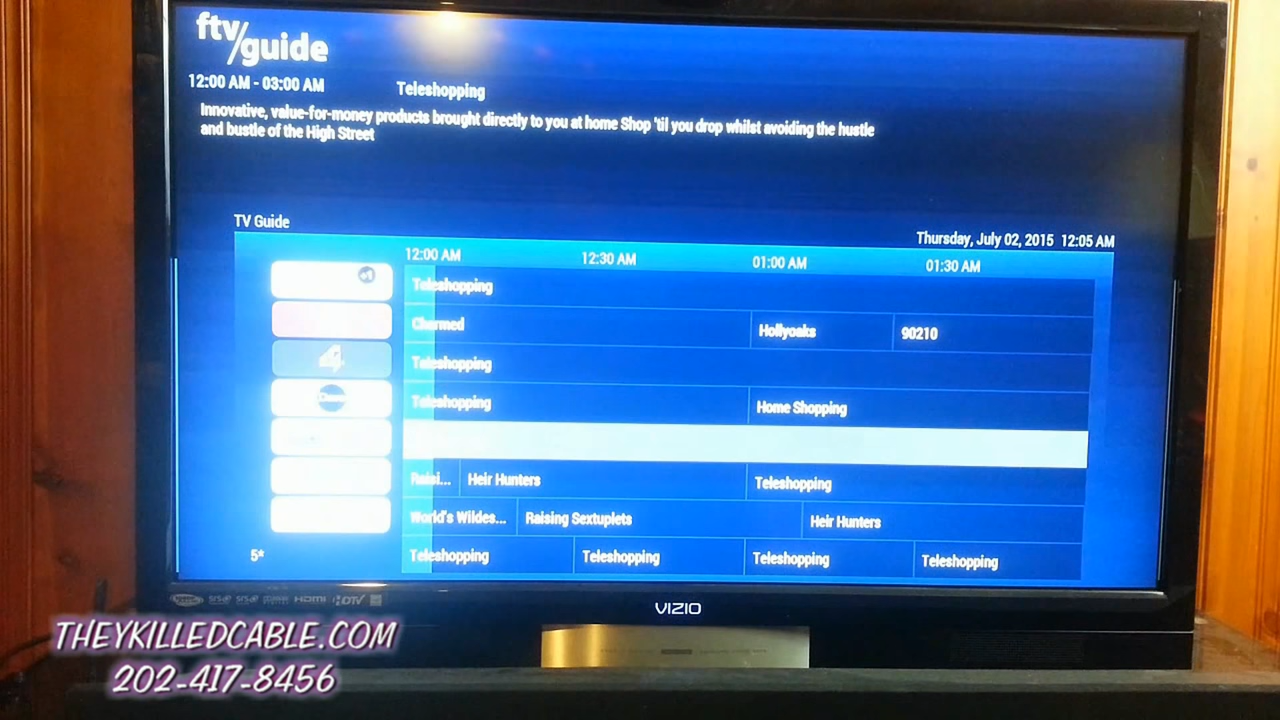 ftv/guide
12:00 AM - 03:00 AM Teleshopping
Innovative, value-for-money products brought directly to you at home Shop 'til you drop whilst avoiding the hustle
and bustle of the High Street
TV Guide
Thursday, July 02, 2015 12:05 AM
12:00 AM 12:30 AM 01:00 AM 01:30 AM
Teleshopping
Charmed Hollyoaks 90210
4
Teleshopping
Teleshopping Home Shopping
Raisi... Heir Hunters Teleshopping
World's Wildes... Raising Sextuplets Heir Hunters
5* Teleshopping Teleshopping Teleshopping Teleshopping
HDMI HDTV
VIZIO
THEYKILLEDCABLE.COM
202-417-8456